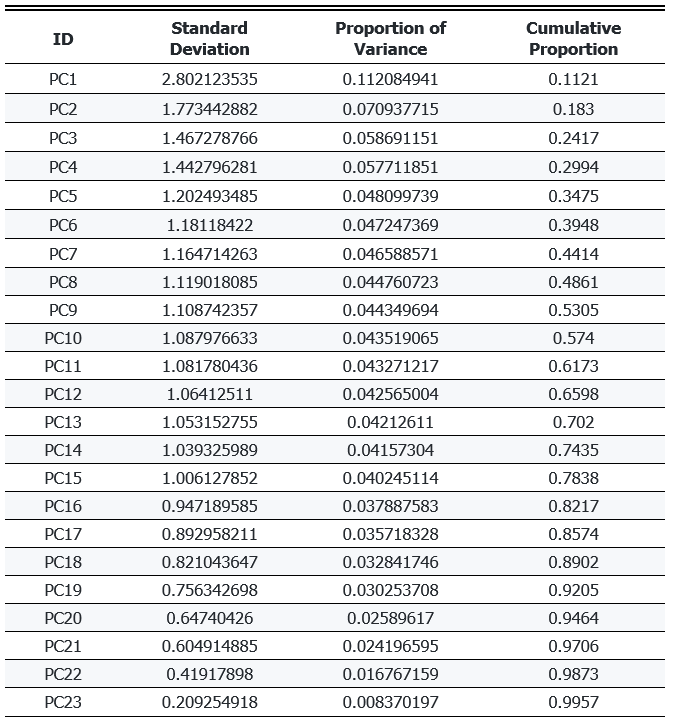 ID Standard Deviation Proportion of Variance Cumulative Proportion
PC1 2.802123535 0.112084941 0.1121
PC2 1.773442882 0.070937715 0.183
PC3 1.467278766 0.058691151 0.2417
PC4 1.442796281 0.057711851 0.2994
PC5 1.202493485 0.048099739 0.3475
PC6 1.18118422 0.047247369 0.3948
PC7 1.164714263 0.046588571 0.4414
PC8 1.119018085 0.044760723 0.4861
PC9 1.108742357 0.044349694 0.5305
PC10 1.087976633 0.043519065 0.574
PC11 1.081780436 0.043271217 0.6173
PC12 1.06412511 0.042565004 0.6598
PC13 1.053152755 0.04212611 0.702
PC14 1.039325989 0.04157304 0.7435
PC15 1.006127852 0.040245114 0.7838
PC16 0.947189585 0.037887583 0.8217
PC17 0.892958211 0.035718328 0.8574
PC18 0.821043647 0.032841746 0.8902
PC19 0.756342698 0.030253708 0.9205
PC20 0.64740426 0.02589617 0.9464
PC21 0.604914885 0.024196595 0.9706
PC22 0.41917898 0.016767159 0.9873
PC23 0.209254918 0.008370197 0.9957